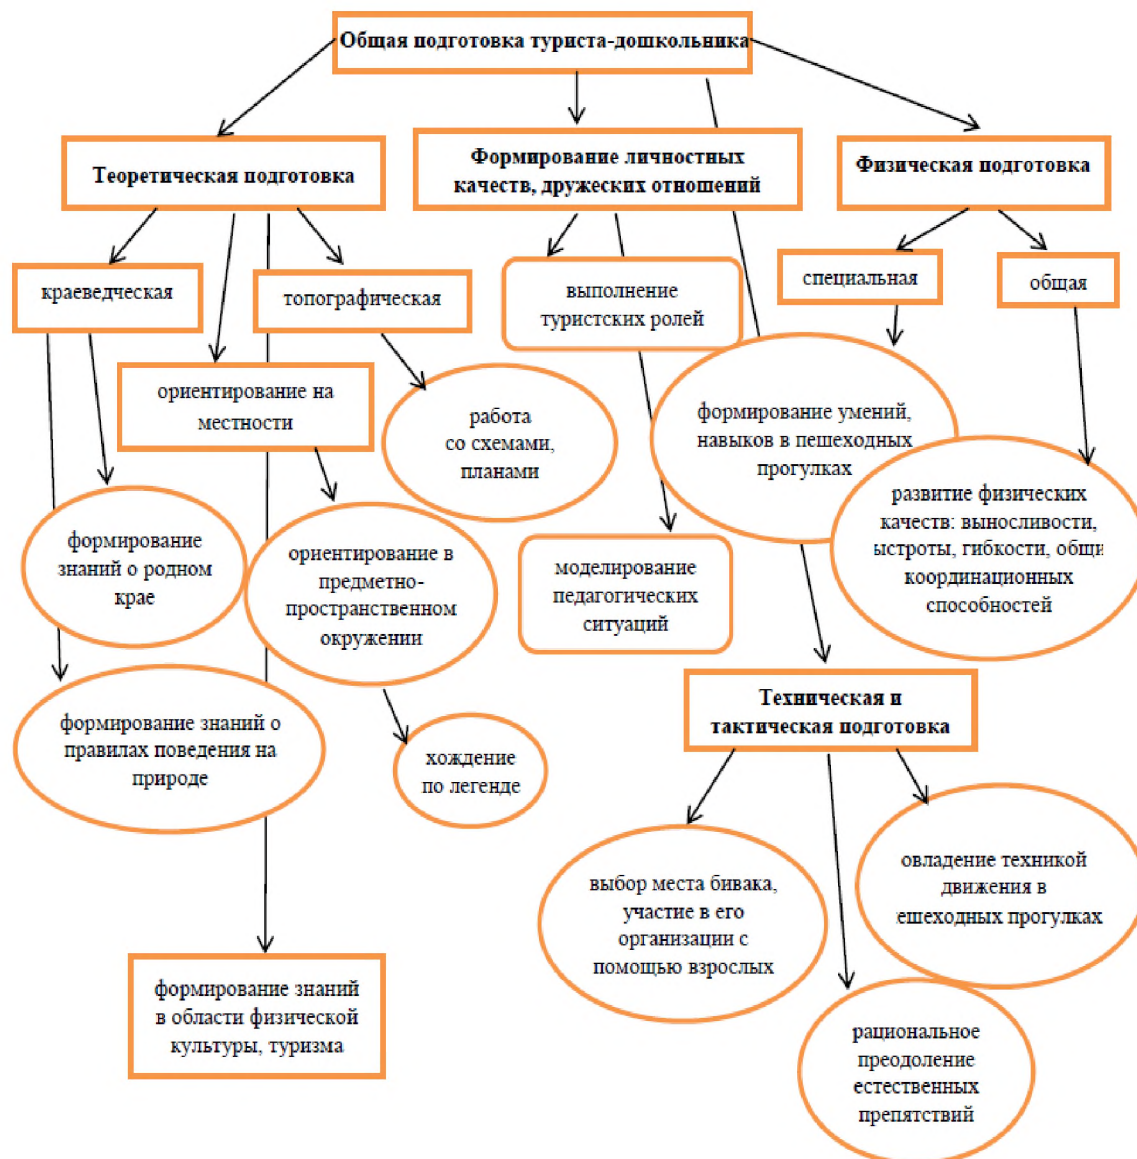 Общая подготовка туриста-дошкольника
Теоретическая подготовка
Формирование личностных
качеств, дружеских отношений
Физическая подготовка
краеведческая
топографическая
выполнение
туристских ролей
специальная
общая
ориентирование на
местности
работа
со схемами,
планами
формирование умений,
навыков в пешеходных
прогулках
развитие физических
качеств: выносливости,
ыстроты, гибкости, общи
координационных
способностей
формирование
знаний о родном
крае
ориентирование в
предметно-
пространственном
окружении
моделирование
педагогических
ситуаций
формирование знаний о
правилах поведения на
природе
хождение
по легенде
Техническая и
тактическая подготовка
выбор места бивака,
участие в его
организации с
помощью взрослых
овладение техникой
движения в
ешеходных прогулках
формирование знаний
в области физической
культуры, туризма
рациональное
преодоление
естественных
препятствий